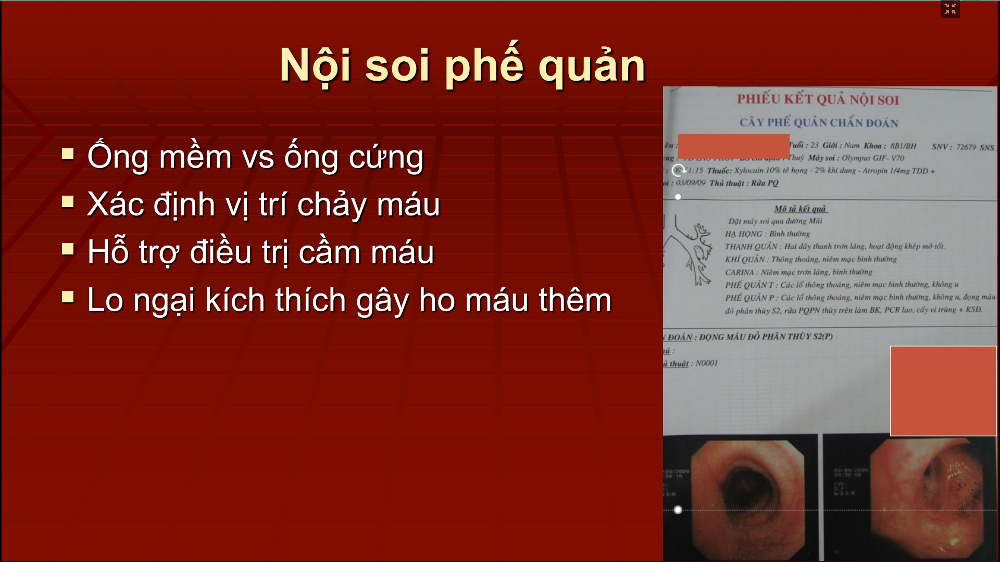 Nội soi phế quản
Ống mềm vs ống cứng
Xác định vị trí chảy máu
Hỗ trợ điều trị cầm máu
Lo ngại kích thích gây ho máu thêm
PHIẾU KẾT QUẢ NỘI SOI
CÂY PHẾ QUẢN CHẨN ĐOÁN
ên : Tuổi : 23 Giới : Nam Khoa : 8B1/BH SNV : 72679 SNS :
Thuỷ Máy soi : Olympus GIF- V70
1:15 Thuốc: Xylocain 10% tê họng - 2% khí dung - Atropin 1/4mg TDD +
oi : 03/09/09 Thủ thuật : Rửa PQ
Mô tả kết quả
Đặt máy soi qua đường Mũi
HẠ HỌNG : Bình thường
THANH QUẢN : Hai dây thanh trơn láng, hoạt động khép mở tốt.
KHÍ QUẢN : Thông thoáng, niêm mạc bình thường
CARINA : Niêm mạc trơn láng, bình thường
PHẾ QUẢN T : Các lổ thông thoáng, niêm mạc bình thường, không u
PHẾ QUẢN P : Các lổ thông thoáng, niêm mạc bình thường, không u, đọng máu
đỏ phân thùy S2, rửa PQPN thùy trên làm BK, PCR lao, cấy vi trùng + KSĐ.
N ĐOÁN : ĐỌNG MÁU ĐỎ PHÂN THÙY S2(P)
hú :
ủ thuật : N0001
/09/2009
:34:16
03/09/2009
09:35:05